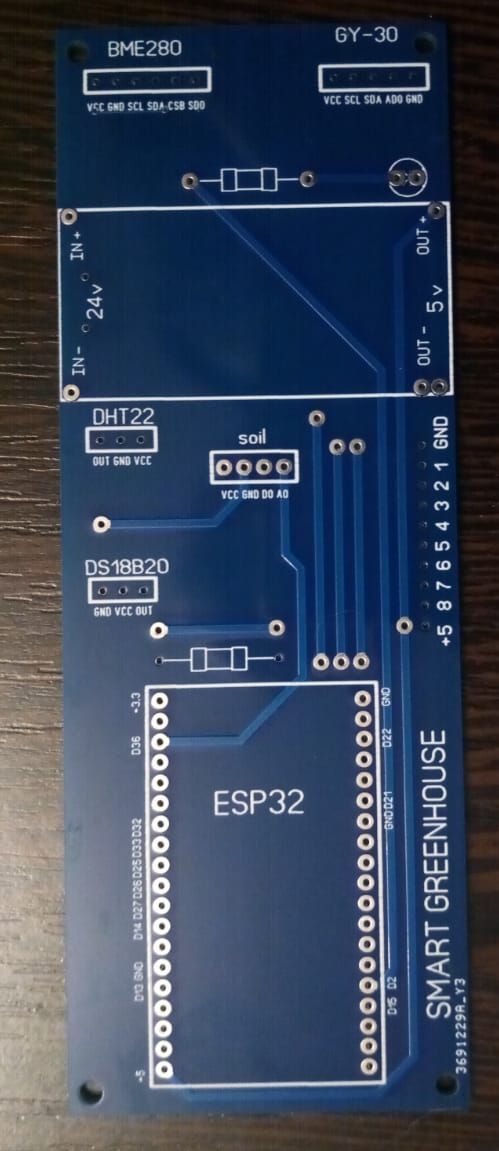 BME280
GY-30
VCC GND SCL SDA CSB SDO
VCC SCL SDA ADO GND
IN+
24v
IN-
OUT+
5v
OUT-
DHT22
OUT GND VCC
soil
VCC GND DO AO
+5 8 7 6 5 4 3 2 1 GND
DS18B20
GND VCC OUT
+3.3
D36
D32
D33
D25
D26
D27
D14
GND
D13
+5
ESP32
GND
D22
D21
GND
D2
D15
SMART GREENHOUSE
3691229A_Y3